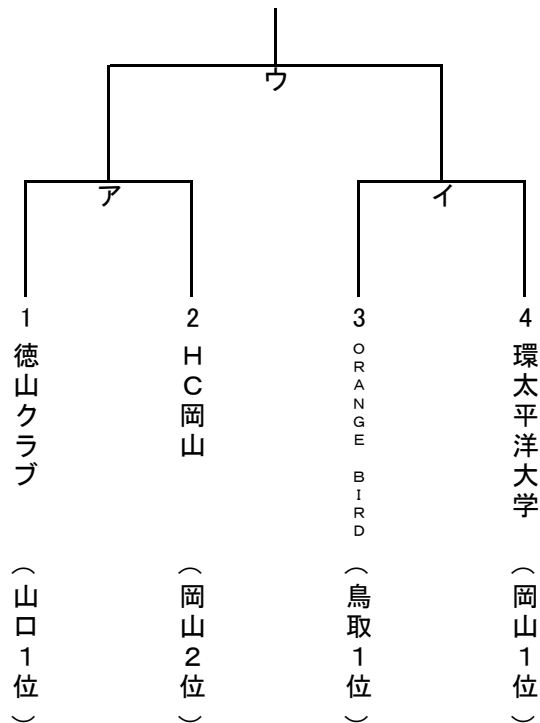 ウ
ア
イ
1 徳山クラブ (山口1位)
2 HC岡山 (岡山2位)
3 ORANGE BIRD (鳥取1位)
4 環太平洋大学 (岡山1位)